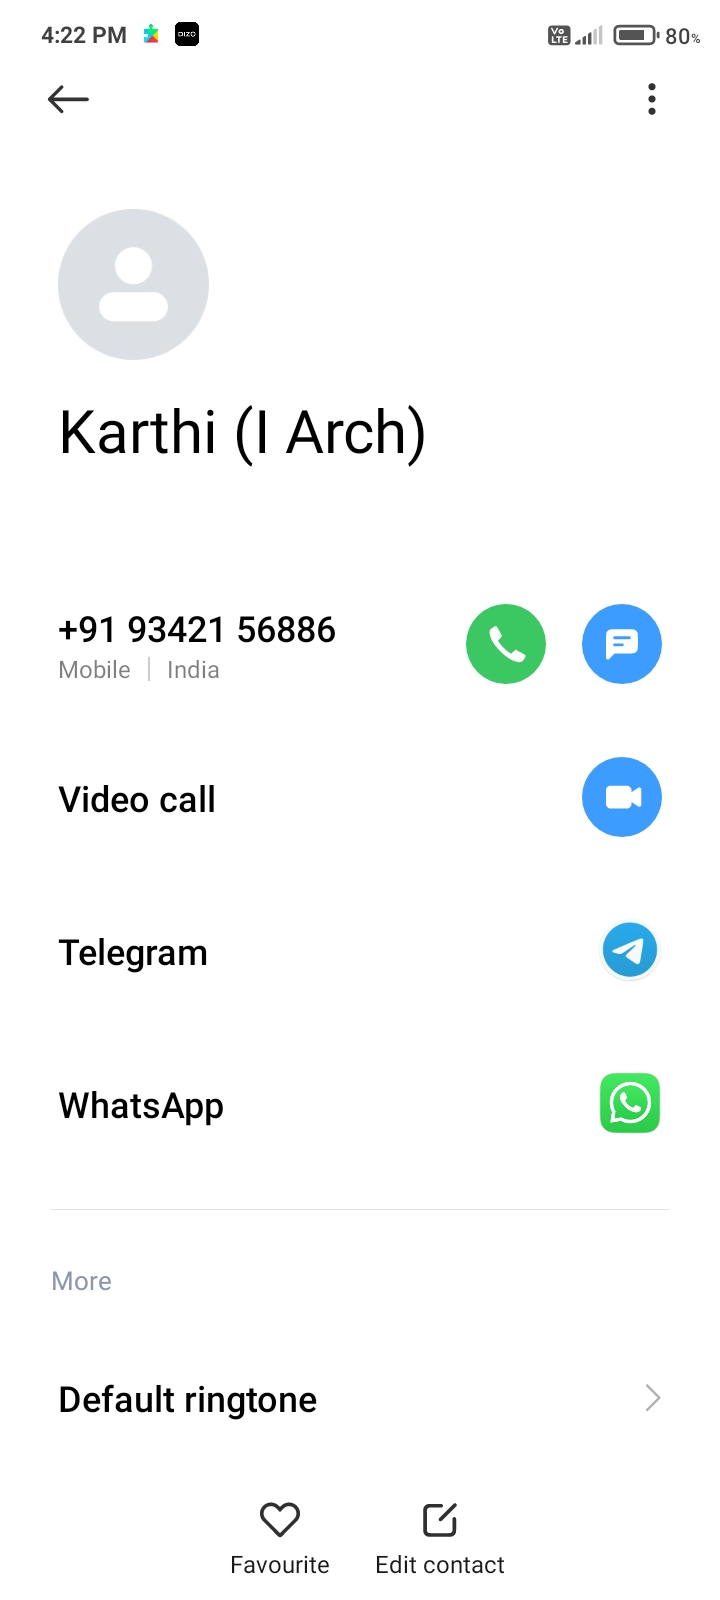 4:22 PM DIZO Vo LTE 80%
Karthi (I Arch)
+91 93421 56886
Mobile | India
Video call
Telegram
WhatsApp
More
Default ringtone
Favourite Edit contact